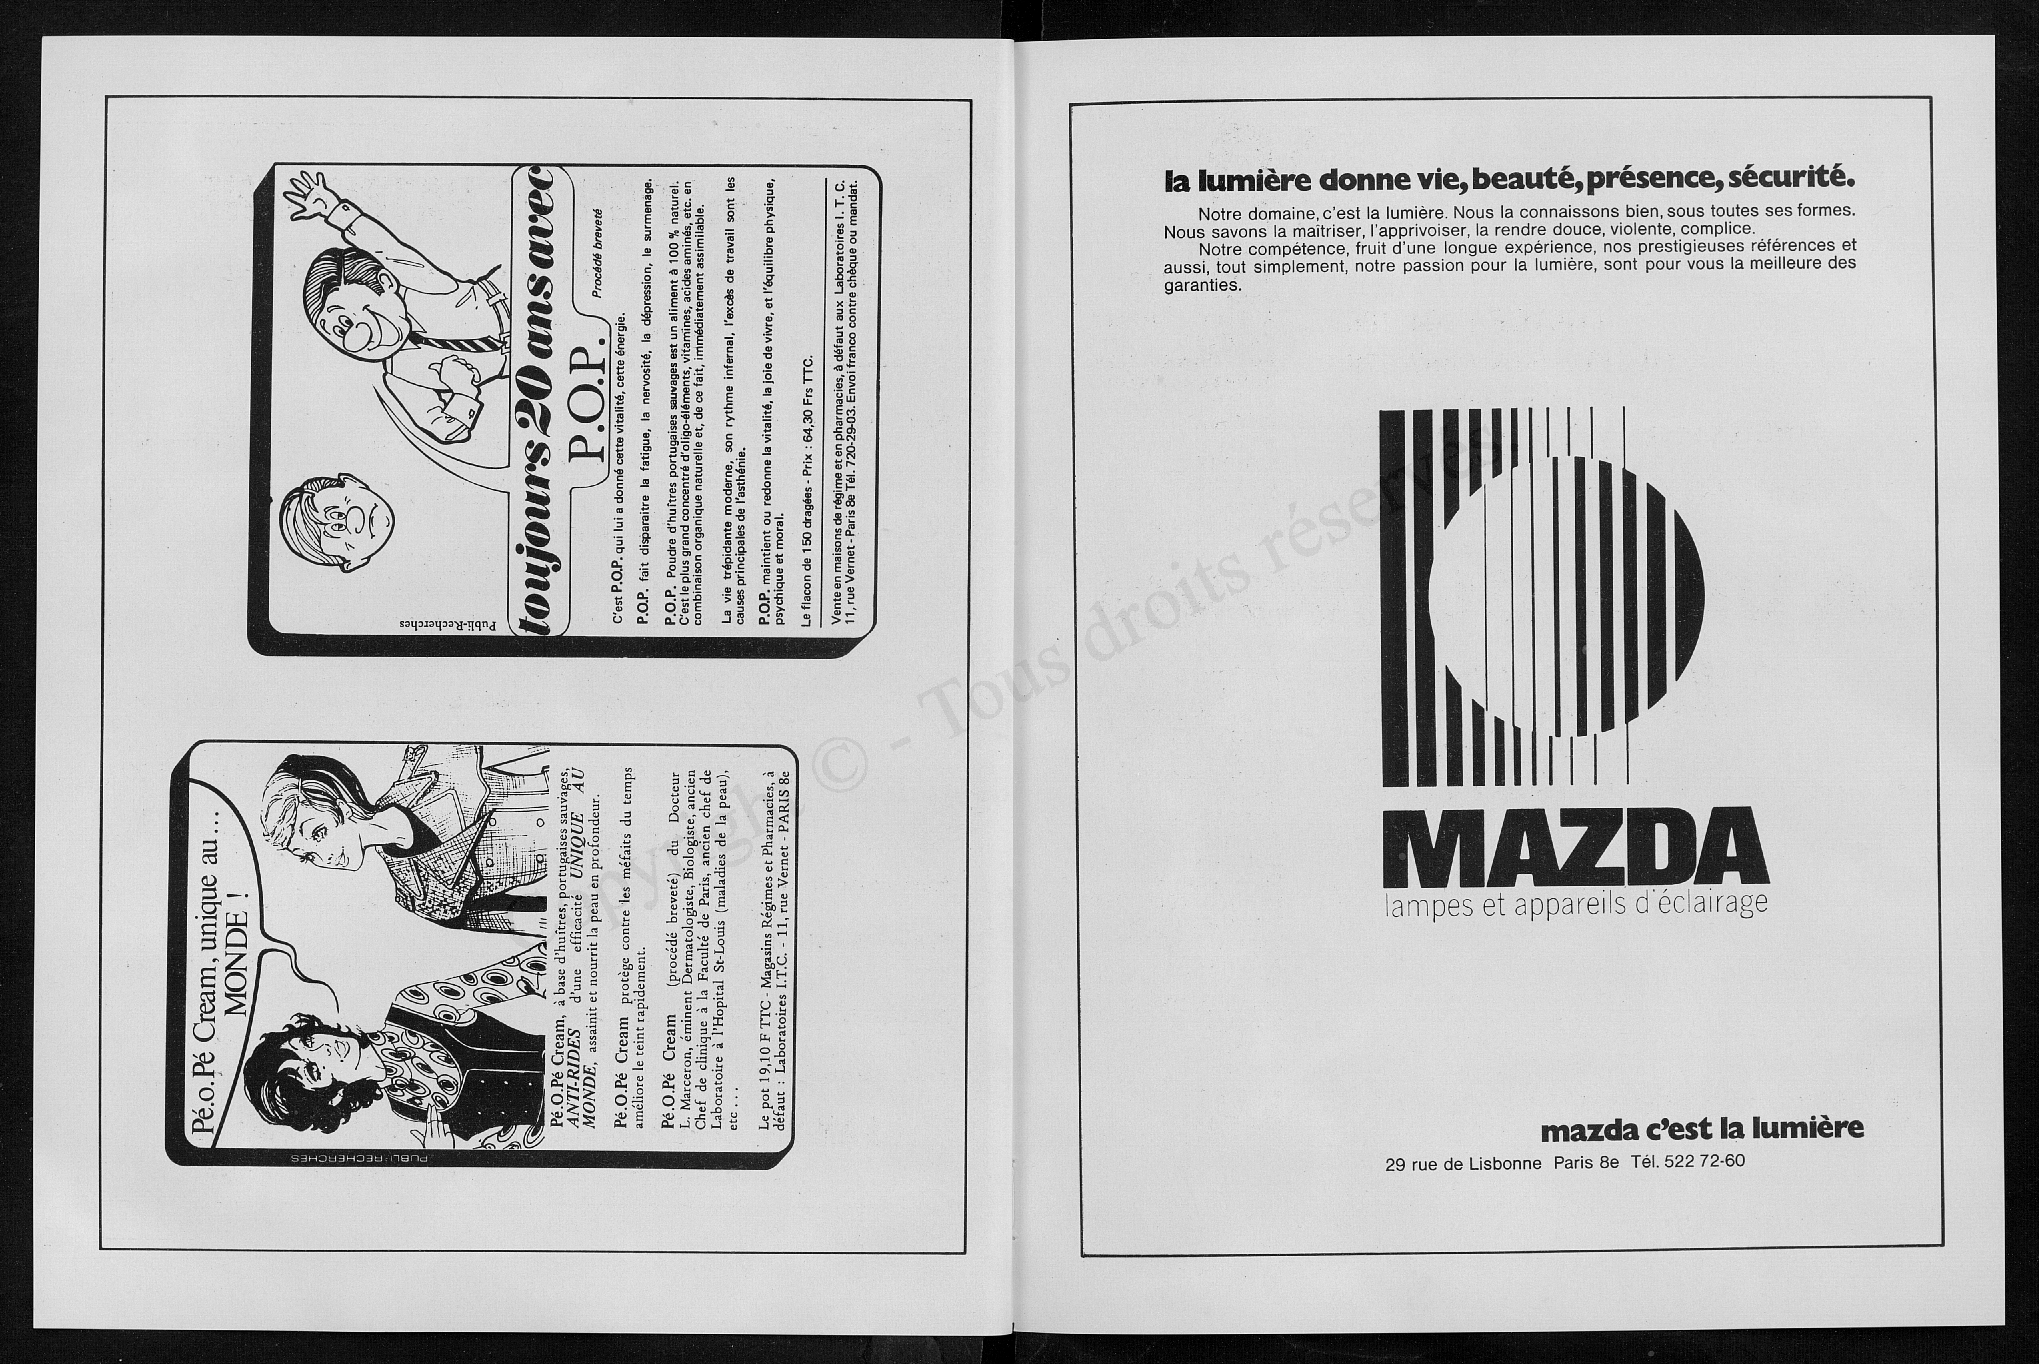 toujours 20 ans avec
P.O.P.
Procédé breveté
C'est P.O.P. qui lui a donné cette vitalité, cette énergie.
P.O.P. fait disparaitre la fatigue, la nervosité, la dépression, le surmenage.
P.O.P. Poudre d'huîtres portugaises sauvages est un aliment à 100 % naturel.
C'est le plus grand concentré d'oligo-éléments, vitamines, acides aminés, etc. en
combinaison organique naturelle et, de ce fait, immédiatement assimilable.
La vie trépidante moderne, son rythme infernal, l'excès de travail sont les
causes principales de l'asthénie.
P.O.P. maintient ou redonne la vitalité, la joie de vivre, et l'équilibre physique,
psychique et moral.
Le flacon de 150 dragées - Prix : 64,30 Frs TTC.
Vente en maisons de régime et en pharmacies, à défaut aux Laboratoires I. T. C.
11, rue Vernet - Paris 8e Tél. 720-29-03. Envoi franco contre chèque ou mandat.
Publi-Recherches
Pé.o.Pé Cream, unique au ...
MONDE !
Pé.O.Pé Cream, à base d'huîtres, portugaises sauvages,
ANTI-RIDES d'une efficacité UNIQUE AU
MONDE, assainit et nourrit la peau en profondeur.
Pé.O.Pé Cream protège contre les méfaits du temps
améliore le teint rapidement.
Pé.O.Pé Cream (procédé breveté) du Docteur
L. Marceron, éminent Dermatologiste, Biologiste, ancien
Chef de clinique à la Faculté de Paris, ancien chef de
Laboratoire à l'Hopital St-Louis (maladies de la peau),
etc ...
Le pot 19,10 F TTC - Magasins Régimes et Pharmacies, à
défaut : Laboratoires I.T.C. - 11, rue Vernet - PARIS 8e
PUBLI-RECHERCHES
la lumière donne vie, beauté, présence, sécurité.
Notre domaine, c'est la lumière. Nous la connaissons bien, sous toutes ses formes.
Nous savons la maîtriser, l'apprivoiser, la rendre douce, violente, complice.
Notre compétence, fruit d'une longue expérience, nos prestigieuses références et
aussi, tout simplement, notre passion pour la lumière, sont pour vous la meilleure des
garanties.
MAZDA
lampes et appareils d'éclairage
mazda c'est la lumière
29 rue de Lisbonne Paris 8e Tél. 522 72-60
Copyright © - Tous droits réservés.